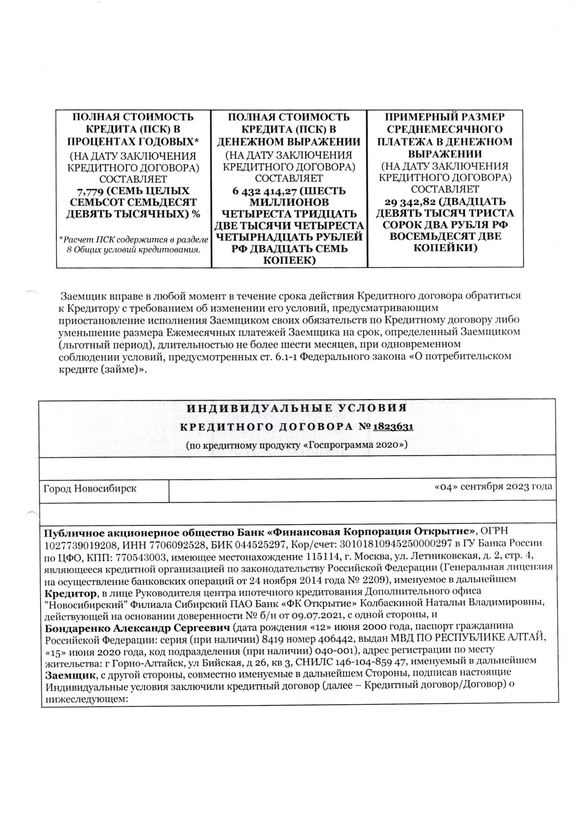 ПОЛНАЯ СТОИМОСТЬ
КРЕДИТА (ПСК) В
ПРОЦЕНТАХ ГОДОВЫХ*
(НА ДАТУ ЗАКЛЮЧЕНИЯ
КРЕДИТНОГО ДОГОВОРА)
СОСТАВЛЯЕТ
7,779 (СЕМЬ ЦЕЛЫХ
СЕМЬСОТ СЕМЬДЕСЯТ
ДЕВЯТЬ ТЫСЯЧНЫХ) %
*Расчет ПСК содержится в разделе
8 Общих условий кредитования.
ПОЛНАЯ СТОИМОСТЬ
КРЕДИТА (ПСК) В
ДЕНЕЖНОМ ВЫРАЖЕНИИ
(НА ДАТУ ЗАКЛЮЧЕНИЯ
КРЕДИТНОГО ДОГОВОРА)
СОСТАВЛЯЕТ
6 432 414,27 (ШЕСТЬ
МИЛЛИОНОВ
ЧЕТЫРЕСТА ТРИДЦАТЬ
ДВЕ ТЫСЯЧИ ЧЕТЫРЕСТА
ЧЕТЫРНАДЦАТЬ РУБЛЕЙ
РФ ДВАДЦАТЬ СЕМЬ
КОПЕЕК)
ПРИМЕРНЫЙ РАЗМЕР
СРЕДНЕМЕСЯЧНОГО
ПЛАТЕЖА В ДЕНЕЖНОМ
ВЫРАЖЕНИИ
(НА ДАТУ ЗАКЛЮЧЕНИЯ
КРЕДИТНОГО ДОГОВОРА)
СОСТАВЛЯЕТ
29 342,82 (ДВАДЦАТЬ
ДЕВЯТЬ ТЫСЯЧ ТРИСТА
СОРОК ДВА РУБЛЯ РФ
ВОСЕМЬДЕСЯТ ДВЕ
КОПЕЙКИ)
Заемщик вправе в любой момент в течение срока действия Кредитного договора обратиться
к Кредитору с требованием об изменении его условий, предусматривающим
приостановление исполнения Заемщиком своих обязательств по Кредитному договору либо
уменьшение размера Ежемесячных платежей Заемщика на срок, определенный Заемщиком
(льготный период), длительностью не более шести месяцев, при одновременном
соблюдении условий, предусмотренных ст. 6.1-1 Федерального закона «О потребительском
кредите (займе)».
ИНДИВИДУАЛЬНЫЕ УСЛОВИЯ
КРЕДИТНОГО ДОГОВОРА № 1823631
(по кредитному продукту «Госпрограмма 2020»)
Город Новосибирск
«04» сентября 2023 года
Публичное акционерное общество Банк «Финансовая Корпорация Открытие», ОГРН
1027739019208, ИНН 7706092528, БИК 044525297, Кор/счет: 30101810945250000297 в ГУ Банка России
по ЦФО, КПП: 770543003, имеющее местонахождение 115114, г. Москва, ул. Летниковская, д. 2, стр. 4,
являющееся кредитной организацией по законодательству Российской Федерации (Генеральная лицензия
на осуществление банковских операций от 24 ноября 2014 года № 2209), именуемое в дальнейшем
Кредитор, в лице Руководителя центра ипотечного кредитования Дополнительного офиса
"Новосибирский" Филиала Сибирский ПАО Банк «ФК Открытие» Колбаскиной Натальи Владимировны,
действующей на основании доверенности № б/н от 09.07.2021, с одной стороны, и
Бондаренко Александр Сергеевич (дата рождения «12» июня 2000 года, паспорт гражданина
Российской Федерации: серия (при наличии) 8419 номер 406442, выдан МВД ПО РЕСПУБЛИКЕ АЛТАЙ,
«15» июня 2020 года, код подразделения (при наличии) 040-001), адрес регистрации по месту
жительства: г Горно-Алтайск, ул Бийская, д 26, кв 3, СНИЛС 146-104-859 47, именуемый в дальнейшем
Заемщик, с другой стороны, совместно именуемые в дальнейшем Стороны, подписав настоящие
Индивидуальные условия заключили кредитный договор (далее – Кредитный договор/Договор) о
нижеследующем: